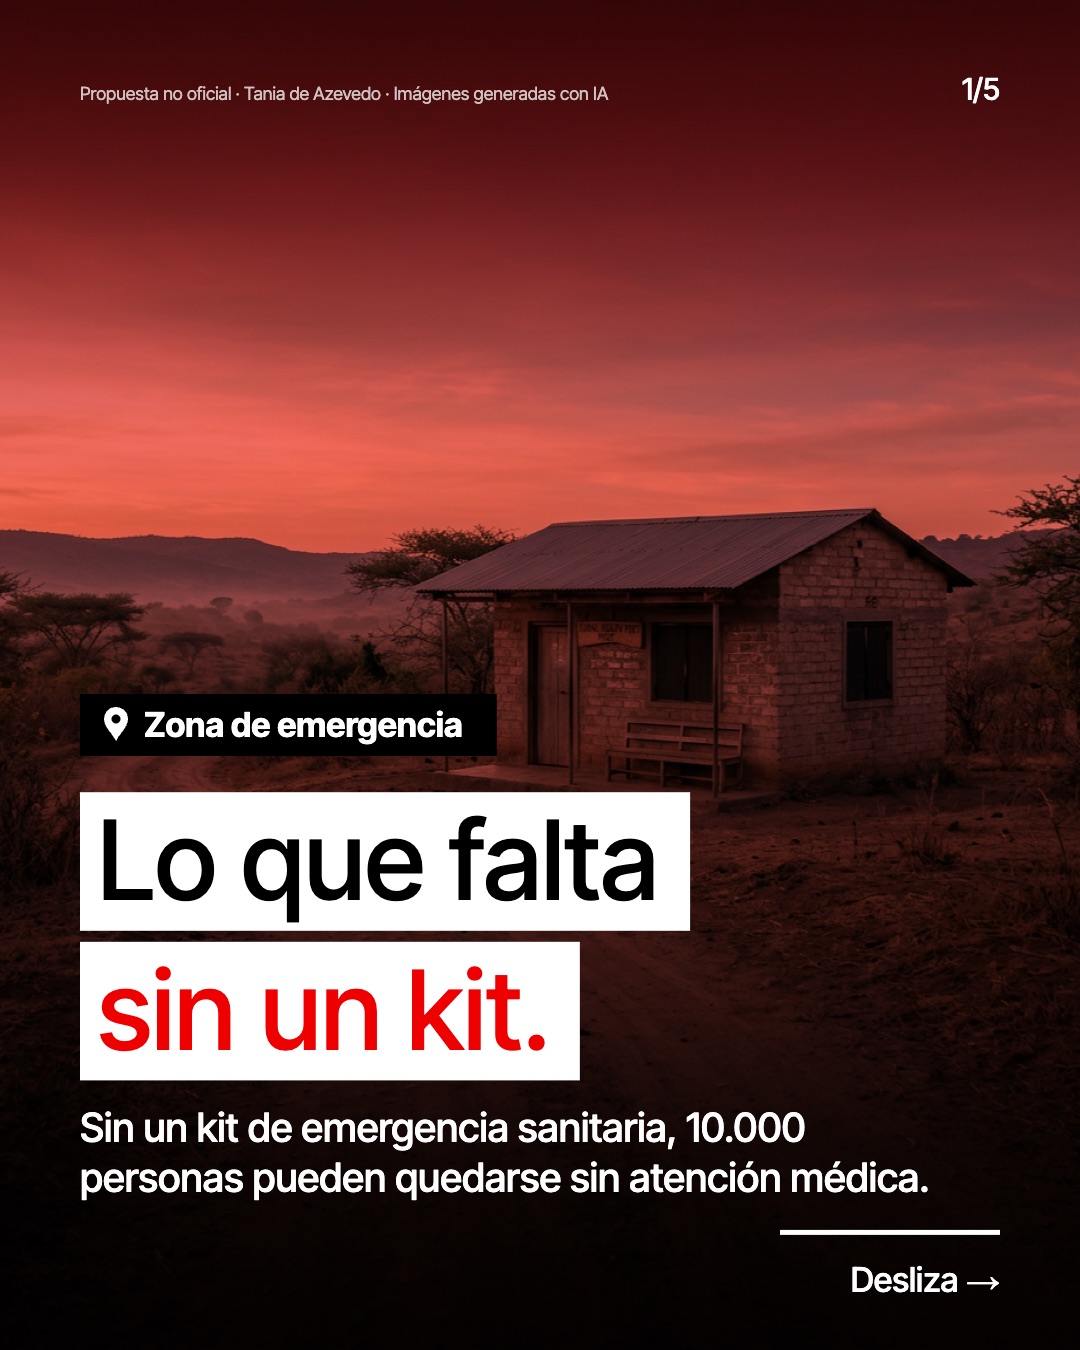 Propuesta no oficial · Tania de Azevedo · Imágenes generadas con IA
1/5
Zona de emergencia
Lo que falta
sin un kit.
Sin un kit de emergencia sanitaria, 10.000
personas pueden quedarse sin atención médica.
Desliza →